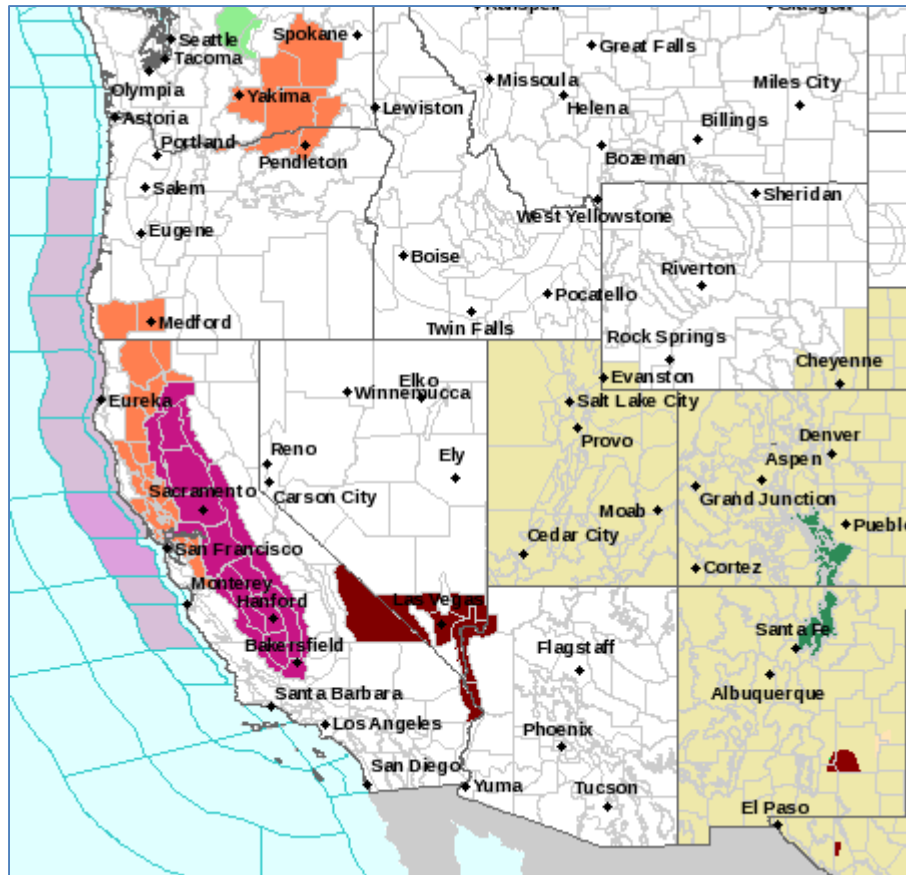 Kalispell
Glasgow
Seattle
Spokane
Great Falls
Tacoma
Olympia
Missoula
Miles City
Yakima
Helena
Lewiston
Astoria
Billings
Portland
Pendleton
Bozeman
Salem
Sheridan
West Yellowstone
Eugene
Boise
Riverton
Pocatello
Medford
Twin Falls
Rock Springs
Cheyenne
Evanston
Elko
Winnemucca
Eureka
Salt Lake City
Provo
Denver
Reno
Ely
Aspen
Sacramento
Carson City
Grand Junction
Moab
Pueblo
San Francisco
Cedar City
Cortez
Monterey
Hanford
Las Vegas
Santa Fe
Bakersfield
Flagstaff
Albuquerque
Santa Barbara
Los Angeles
Phoenix
San Diego
Yuma
Tucson
El Paso